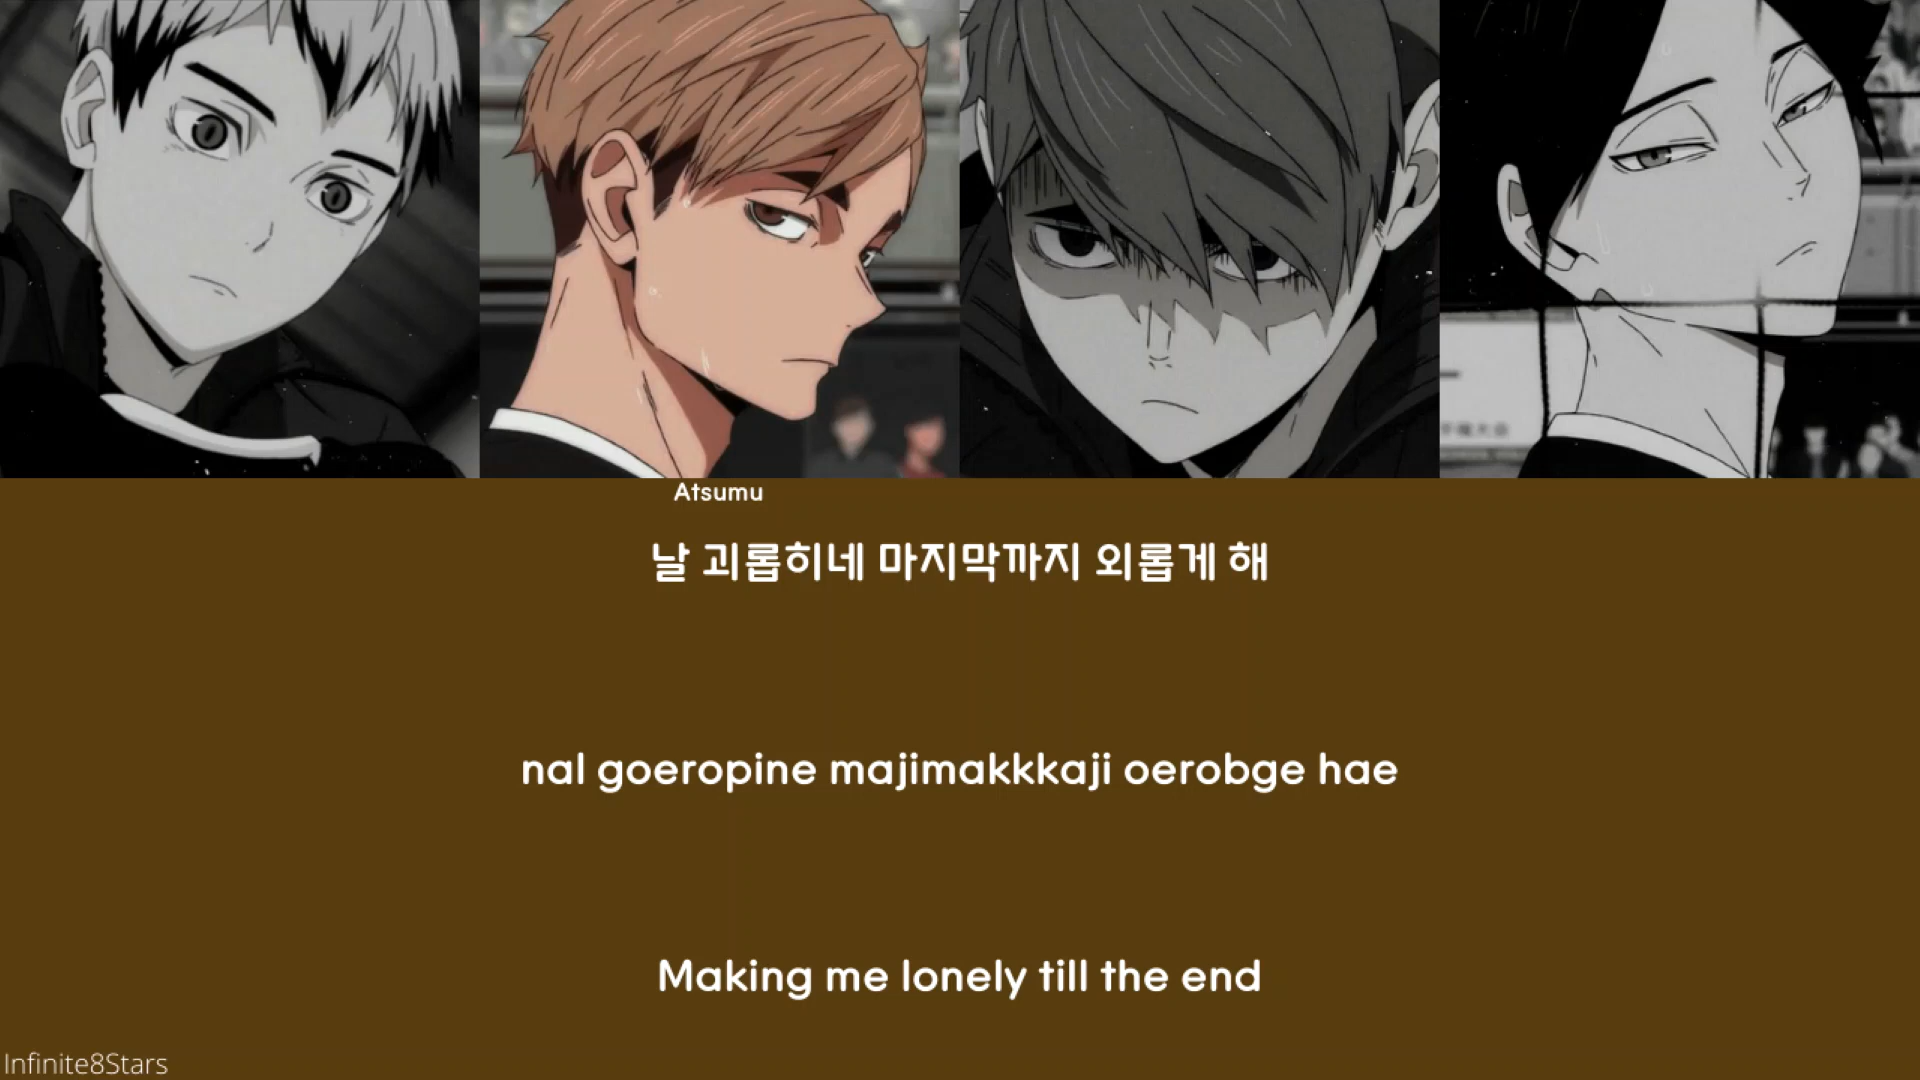 Atsumu
날 괴롭히네 마지막까지 외롭게 해
nal goeropine majimakkkaji oerobge hae
Making me lonely till the end
Infinite8Stars